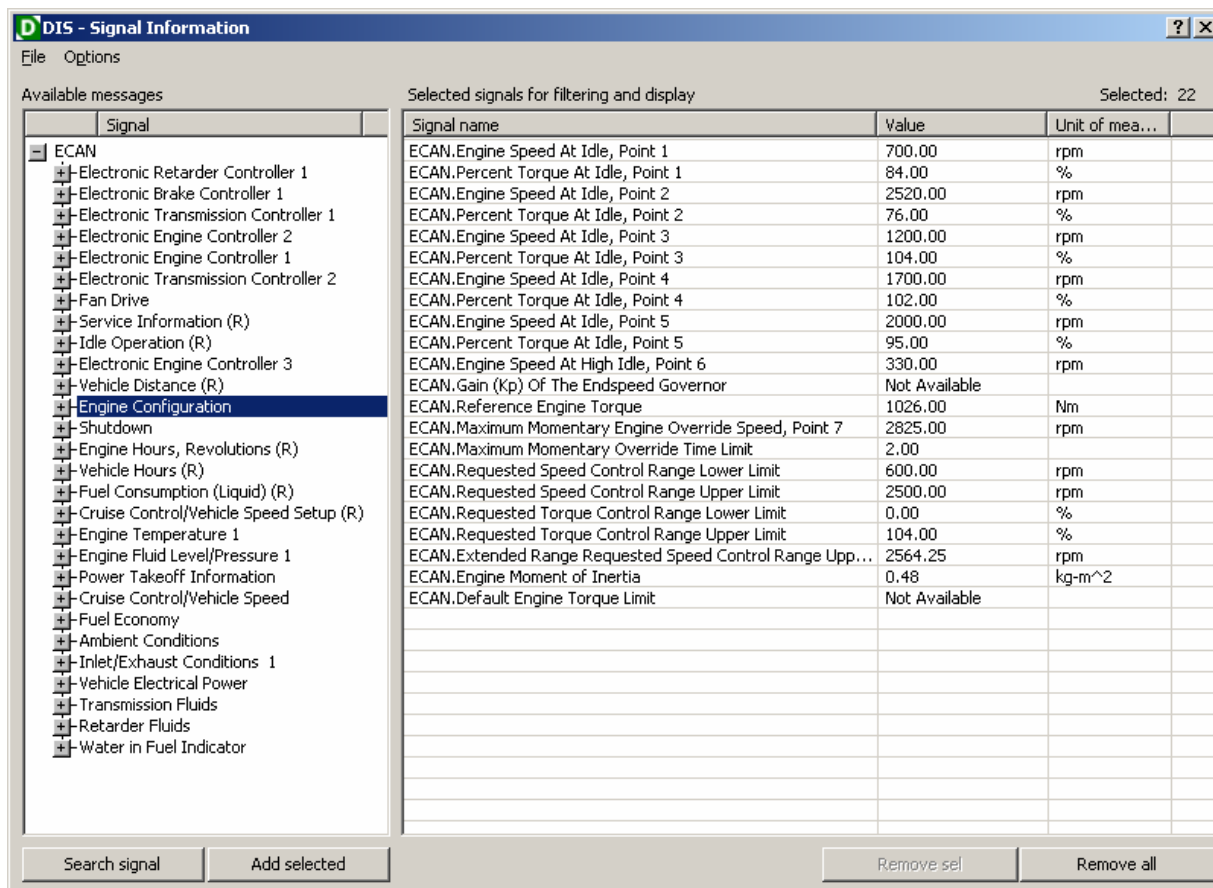 DIS - Signal Information
File Options
Available messages
Signal
ECAN
Electronic Retarder Controller 1
Electronic Brake Controller 1
Electronic Transmission Controller 1
Electronic Engine Controller 2
Electronic Engine Controller 1
Electronic Transmission Controller 2
Fan Drive
Service Information (R)
Idle Operation (R)
Electronic Engine Controller 3
Vehicle Distance (R)
Engine Configuration
Shutdown
Engine Hours, Revolutions (R)
Vehicle Hours (R)
Fuel Consumption (Liquid) (R)
Cruise Control/Vehicle Speed Setup (R)
Engine Temperature 1
Engine Fluid Level/Pressure 1
Power Takeoff Information
Cruise Control/Vehicle Speed
Fuel Economy
Ambient Conditions
Inlet/Exhaust Conditions 1
Vehicle Electrical Power
Transmission Fluids
Retarder Fluids
Water in Fuel Indicator
Search signal Add selected
Selected signals for filtering and display Selected: 22
Signal name Value Unit of mea...
ECAN.Engine Speed At Idle, Point 1 700.00 rpm
ECAN.Percent Torque At Idle, Point 1 84.00 %
ECAN.Engine Speed At Idle, Point 2 2520.00 rpm
ECAN.Percent Torque At Idle, Point 2 76.00 %
ECAN.Engine Speed At Idle, Point 3 1200.00 rpm
ECAN.Percent Torque At Idle, Point 3 104.00 %
ECAN.Engine Speed At Idle, Point 4 1700.00 rpm
ECAN.Percent Torque At Idle, Point 4 102.00 %
ECAN.Engine Speed At Idle, Point 5 2000.00 rpm
ECAN.Percent Torque At Idle, Point 5 95.00 %
ECAN.Engine Speed At High Idle, Point 6 330.00 rpm
ECAN.Gain (Kp) Of The Endspeed Governor Not Available
ECAN.Reference Engine Torque 1026.00 Nm
ECAN.Maximum Momentary Engine Override Speed, Point 7 2825.00 rpm
ECAN.Maximum Momentary Override Time Limit 2.00
ECAN.Requested Speed Control Range Lower Limit 600.00 rpm
ECAN.Requested Speed Control Range Upper Limit 2500.00 rpm
ECAN.Requested Torque Control Range Lower Limit 0.00 %
ECAN.Requested Torque Control Range Upper Limit 104.00 %
ECAN.Extended Range Requested Speed Control Range Upp... 2564.25 rpm
ECAN.Engine Moment of Inertia 0.48 kg-m^2
ECAN.Default Engine Torque Limit Not Available
Remove sel Remove all